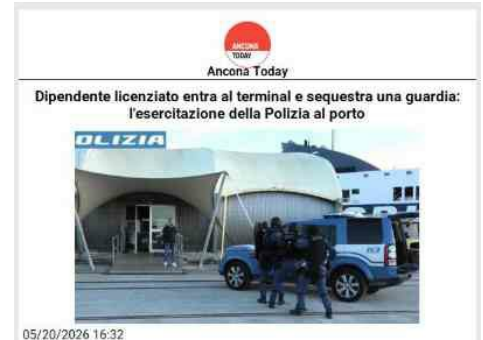 ANCONA
TODAY
Ancona Today
Dipendente licenziato entra al terminal e sequestra una guardia:
l'esercitazione della Polizia al porto
OLIZIA
05/20/2026 16:32